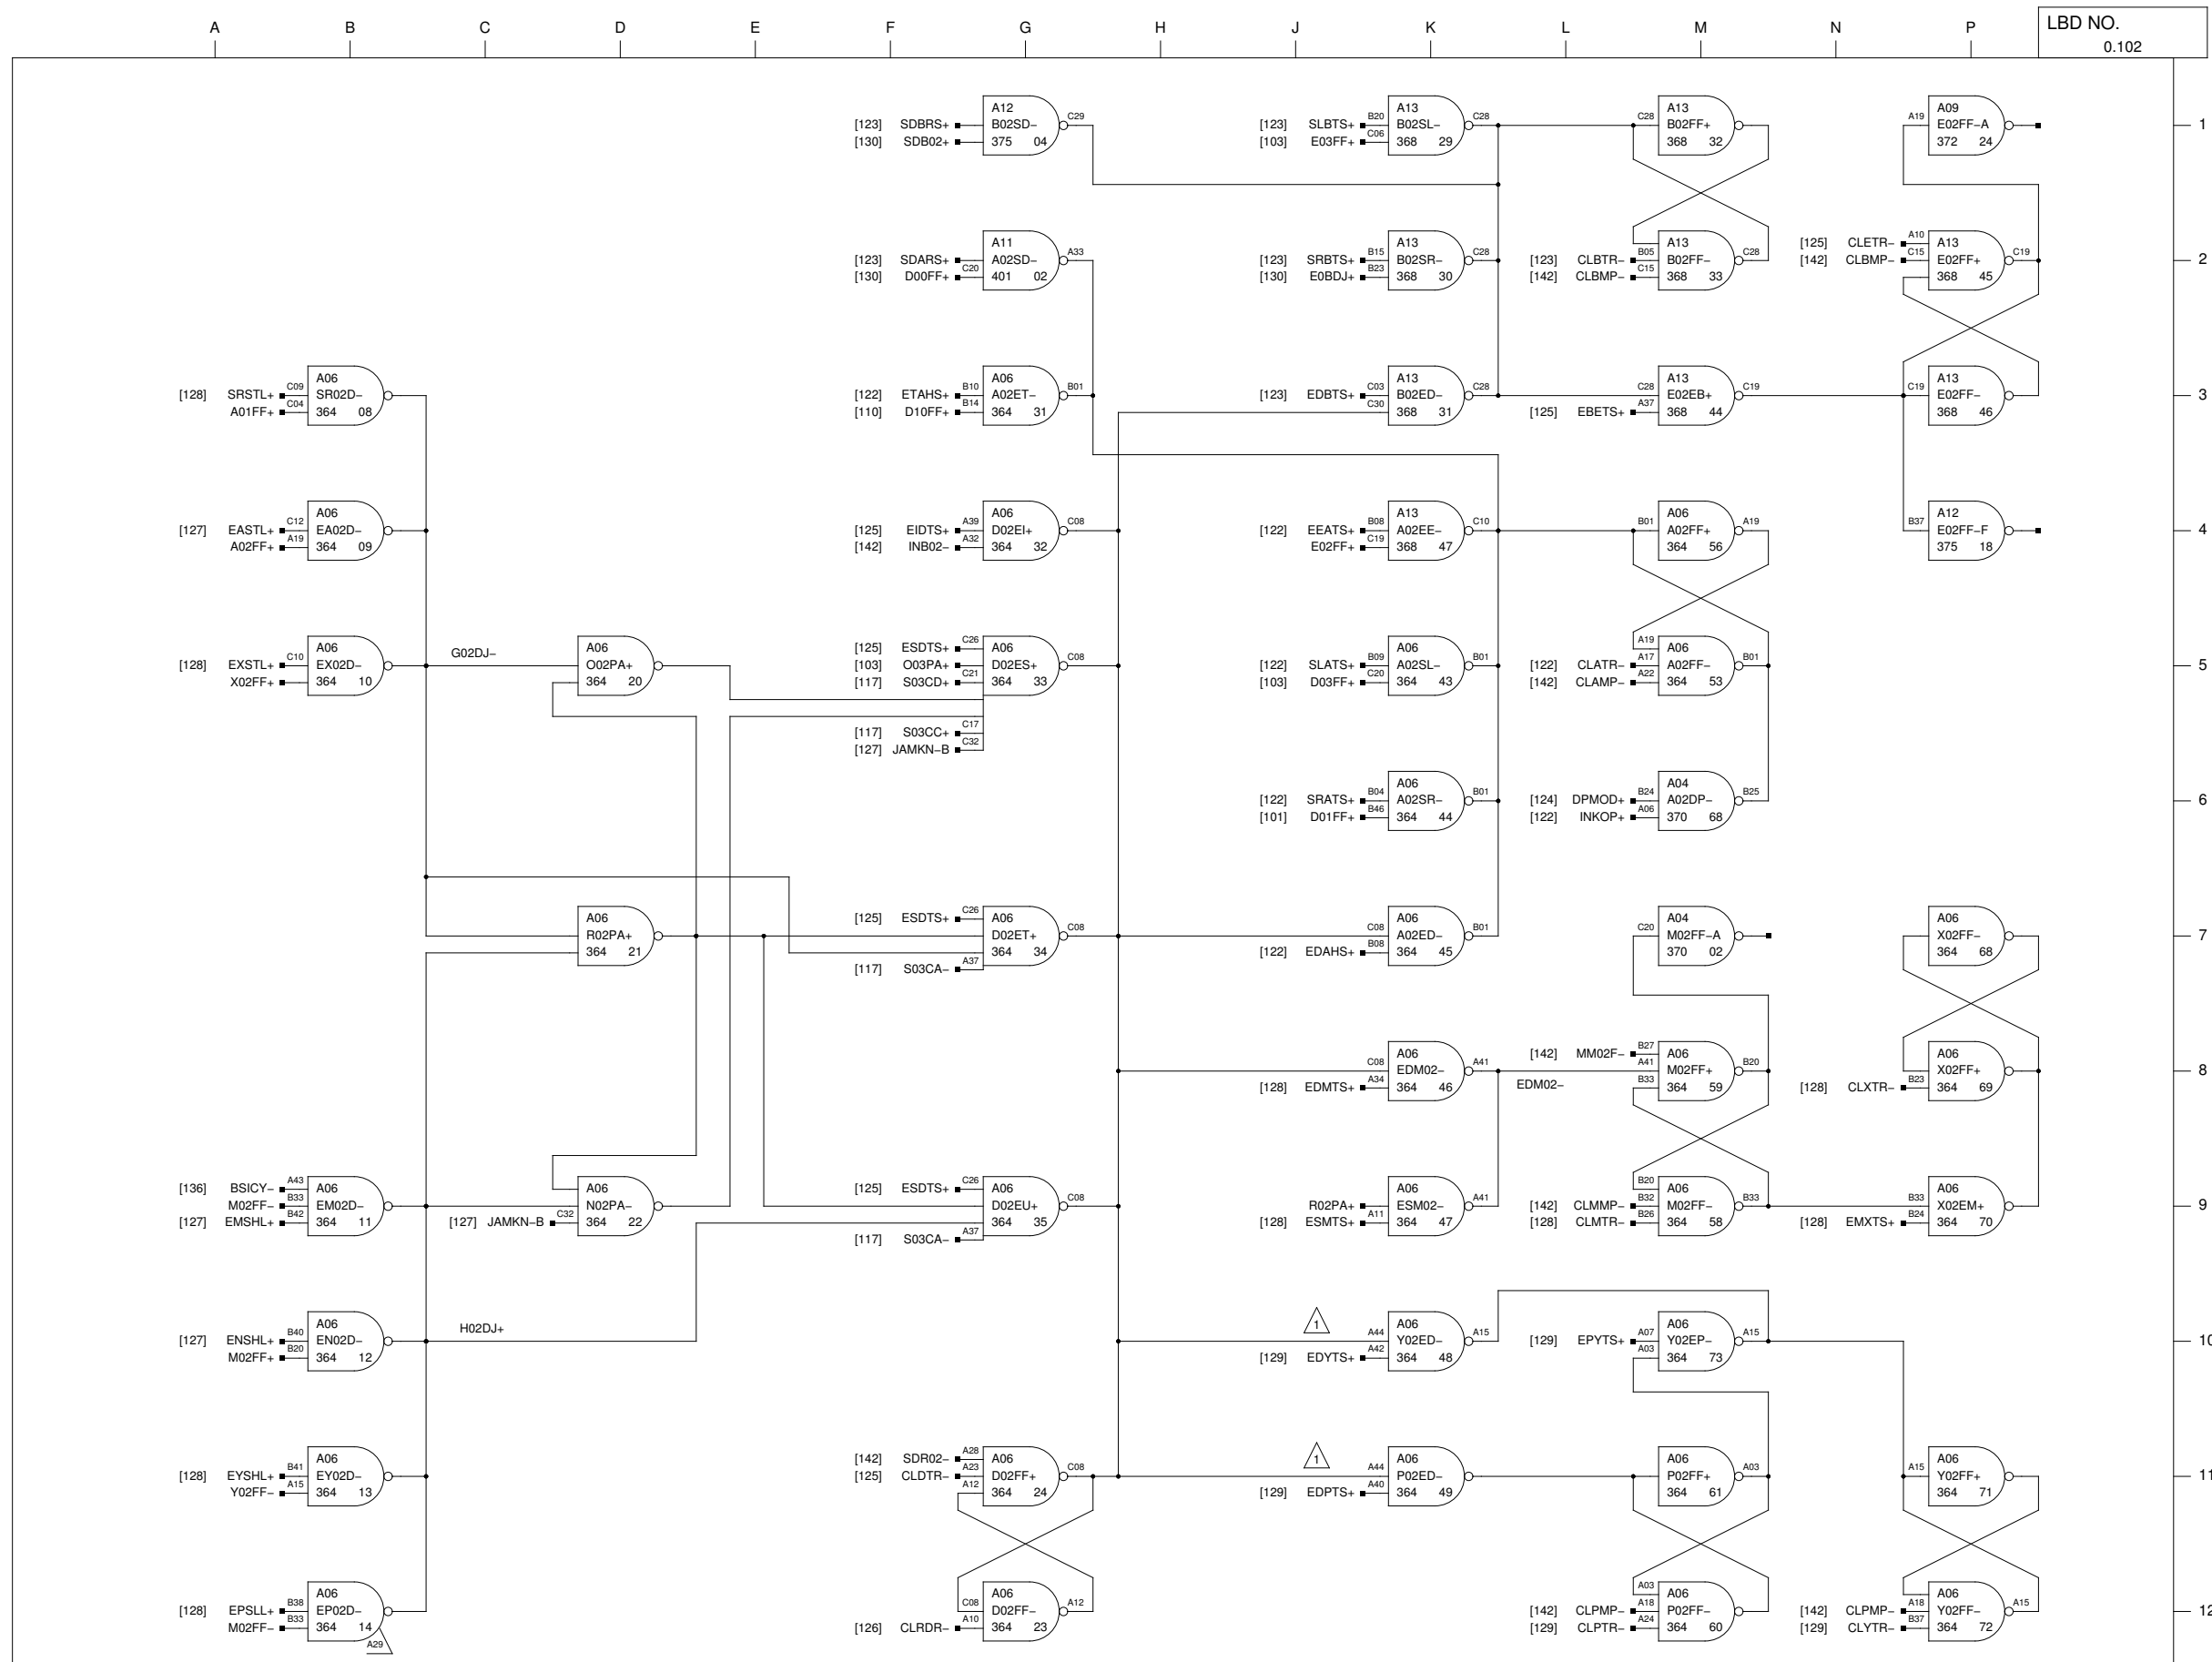 A B C D E F G H J K L M N P
LBD NO.
0.102
[123] SDBRS+
[130] SDB02+
A12
B02SD−
375 04
C29
[123] SLBTS+ B20
[103] E03FF+ C06
A13
B02SL−
368 29
C28
C28
A13
B02FF+
368 32
A19
A09
E02FF−A
372 24
1
[123] SDARS+
[130] D00FF+ C20
A11
A02SD−
401 02
A33
[123] SRBTS+ B15
[130] E0BDJ+ B23
A13
B02SR−
368 30
C28
[123] CLBTR− B05
[142] CLBMP− C15
A13
B02FF−
368 33
C28
[125] CLETR− A10
[142] CLBMP− C15
A13
E02FF+
368 45
C19
2
[128] SRSTL+ C09
A01FF+ C04
A06
SR02D−
364 08
[122] ETAHS+ B10
[110] D10FF+ B14
A06
A02ET−
364 31
B01
[123] EDBTS+ C03
C30
A13
B02ED−
368 31
C28
C28
[125] EBETS+ A37
A13
E02EB+
368 44
C19
C19
A13
E02FF−
368 46
3
[127] EASTL+ C12
A02FF+ A19
A06
EA02D−
364 09
[125] EIDTS+ A39
[142] INB02− A32
A06
D02EI+
364 32
C08
[122] EEATS+ B08
E02FF+ C19
A13
A02EE−
368 47
C10
B01
A06
A02FF+
364 56
A19
B37
A12
E02FF−F
375 18
4
[128] EXSTL+ C10
X02FF+
A06
EX02D−
364 10
G02DJ−
A06
O02PA+
364 20
[125] ESDTS+ C26
[103] O03PA+
[117] S03CD+ C21
[117] S03CC+ C17
[127] JAMKN−B C32
A06
D02ES+
364 33
C08
[122] SLATS+ B09
[103] D03FF+ C20
A06
A02SL−
364 43
B01
A19
[122] CLATR− A17
[142] CLAMP− A22
A06
A02FF−
364 53
B01
5
[122] SRATS+ B04
[101] D01FF+ B46
A06
A02SR−
364 44
B01
[124] DPMOD+ B24
[122] INKOP+ A06
A04
A02DP−
370 68
B25
6
A06
R02PA+
364 21
[125] ESDTS+ C26
[117] S03CA− A37
A06
D02ET+
364 34
C08
C08
[122] EDAHS+ B08
A06
A02ED−
364 45
B01
C20
A04
M02FF−A
370 02
A06
X02FF−
364 68
7
C08
[128] EDMTS+ A34
A06
EDM02−
364 46
A41
EDM02−
[142] MM02F− B27
A41
B33
A06
M02FF+
364 59
B20
[128] CLXTR− B23
A06
X02FF+
364 69
8
[136] BSICY− A43
M02FF− B33
[127] EMSHL+ B42
A06
EM02D−
364 11
[127] JAMKN−B C32
A06
N02PA−
364 22
[125] ESDTS+ C26
[117] S03CA− A37
A06
D02EU+
364 35
C08
R02PA+
[128] ESMTS+ A11
A06
ESM02−
364 47
A41
B20
[142] CLMMP− B32
[128] CLMTR− B26
A06
M02FF−
364 58
B33
B33
[128] EMXTS+ B24
A06
X02EM+
364 70
9
[127] ENSHL+ B40
M02FF+ B20
A06
EN02D−
364 12
H02DJ+
1
A44
[129] EDYTS+ A42
A06
Y02ED−
364 48
A15
[129] EPYTS+ A07
A03
A06
Y02EP−
364 73
A15
10
[128] EYSHL+ B41
Y02FF− A15
A06
EY02D−
364 13
[142] SDR02− A28
[125] CLDTR− A23
A12
A06
D02FF+
364 24
C08
1
A44
[129] EDPTS+ A40
A06
P02ED−
364 49
A06
P02FF+
364 61
A03
A15
A06
Y02FF+
364 71
11
[128] EPSLL+ B38
M02FF− B33
A06
EP02D−
364 14
A29
C08
[126] CLRDR− A10
A06
D02FF−
364 23
A12
A03
[142] CLPMP− A18
[129] CLPTR− A24
A06
P02FF−
364 60
[142] CLPMP− A18
[129] CLYTR− B37
A06
Y02FF−
364 72
A15
12